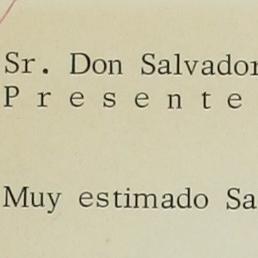 Sr. Don Salvador
P r e s e n t e
Muy estimado Sa